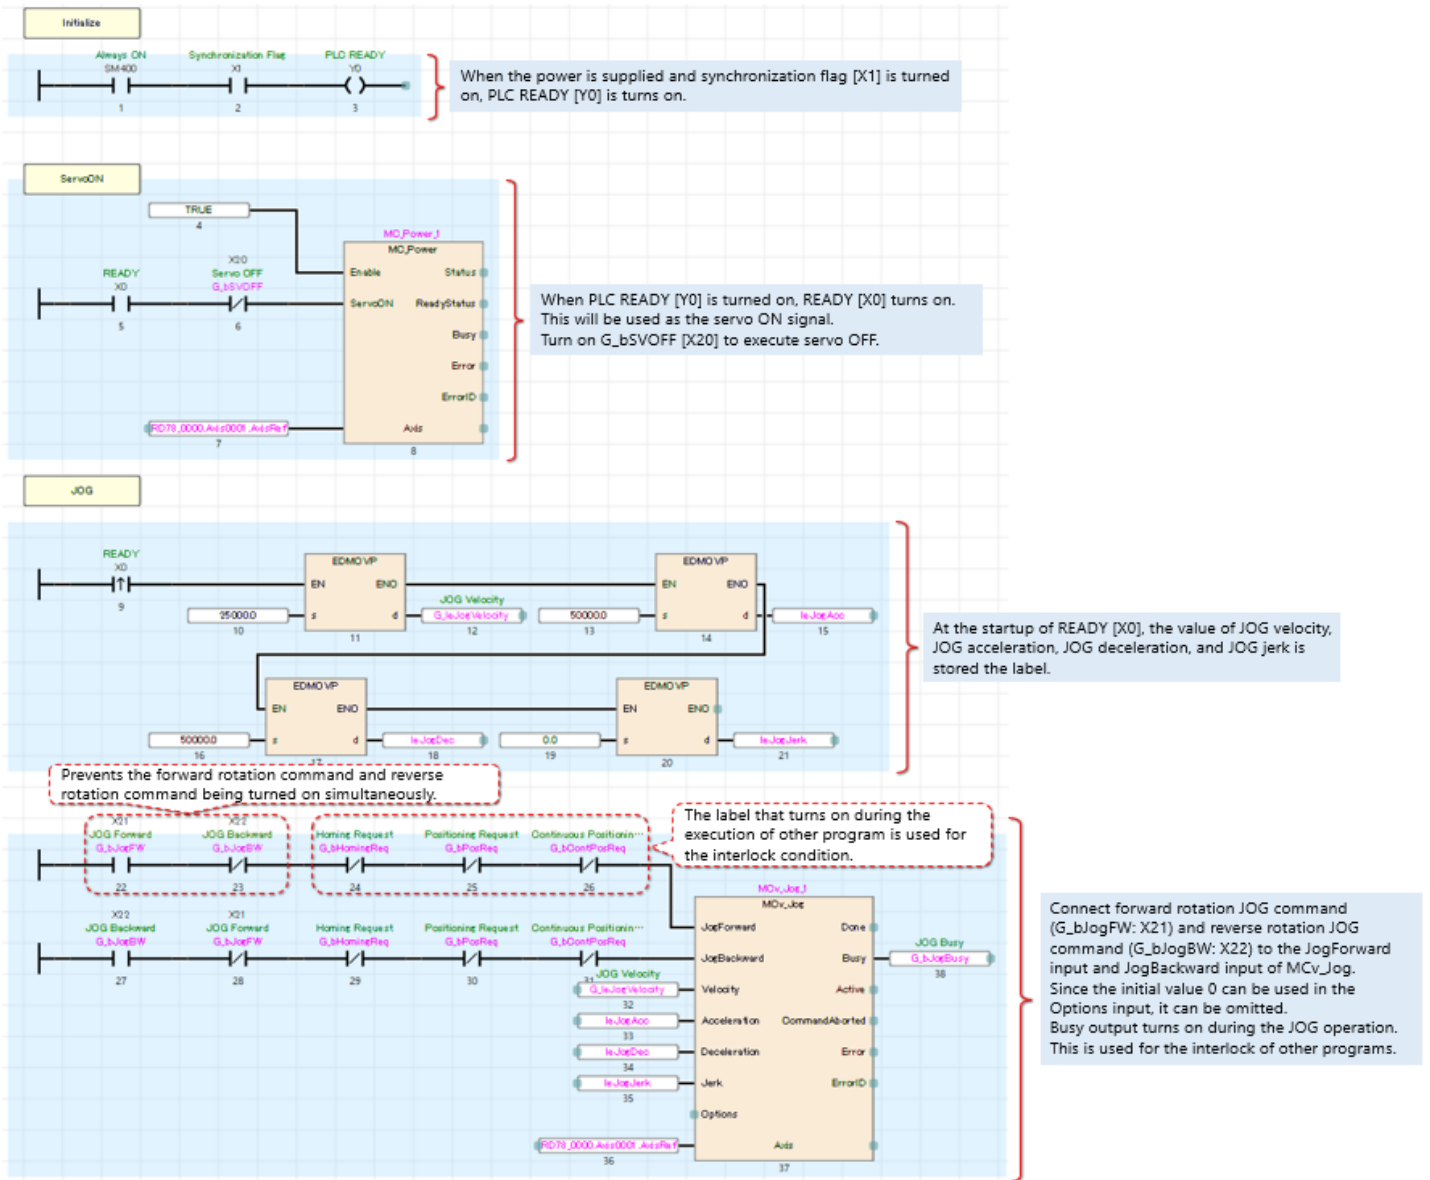 Initialize
Always ON
Synchronization Flag
PLC READY
SM400
X1
Y0
1
2
3
When the power is supplied and synchronization flag [X1] is turned
on, PLC READY [Y0] is turns on.
ServoON
TRUE
4
MC_Power_1
MC_Power
Enable
Status
READY
X0
X20
Servo OFF
G_bSVOFF
ServoON
ReadyStatus
5
6
Busy
Error
ErrorID
RD78_0000.Axis0001.AxisRef
Axis
7
8
When PLC READY [Y0] is turned on, READY [X0] turns on.
This will be used as the servo ON signal.
Turn on G_bSVOFF [X20] to execute servo OFF.
JOG
READY
X0
9
EDMOVP
EN
ENO
25000.0
s
d
JOG Velocity
G_leJogVelocity
10
11
12
EDMOVP
EN
ENO
50000.0
s
d
leJogAcc
13
14
15
EDMOVP
EN
ENO
50000.0
s
d
leJogDec
16
17
18
EDMOVP
EN
ENO
0.0
s
d
leJogJerk
19
20
21
At the startup of READY [X0], the value of JOG velocity,
JOG acceleration, JOG deceleration, and JOG jerk is
stored the label.
Prevents the forward rotation command and reverse
rotation command being turned on simultaneously.
The label that turns on during the
execution of other program is used for
the interlock condition.
X21
JOG Forward
G_bJogFW
22
X22
JOG Backward
G_bJogBW
23
Homing Request
G_bHomingReq
24
Positioning Request
G_bPosReq
25
Continuous Positionin...
G_bContPosReq
26
X22
JOG Backward
G_bJogBW
27
X21
JOG Forward
G_bJogFW
28
Homing Request
G_bHomingReq
29
Positioning Request
G_bPosReq
30
Continuous Positionin...
G_bContPosReq
31
MCv_Jog_1
MCv_Jog
JogForward
Done
JogBackward
Busy
JOG Busy
G_bJogBusy
38
JOG Velocity
G_leJogVelocity
Velocity
Active
32
leJogAcc
Acceleration
CommandAborted
33
leJogDec
Deceleration
Error
34
leJogJerk
Jerk
ErrorID
35
Options
RD78_0000.Axis0001.AxisRef
Axis
36
37
Connect forward rotation JOG command
(G_bJogFW: X21) and reverse rotation JOG
command (G_bJogBW: X22) to the JogForward
input and JogBackward input of MCv_Jog.
Since the initial value 0 can be used in the
Options input, it can be omitted.
Busy output turns on during the JOG operation.
This is used for the interlock of other programs.